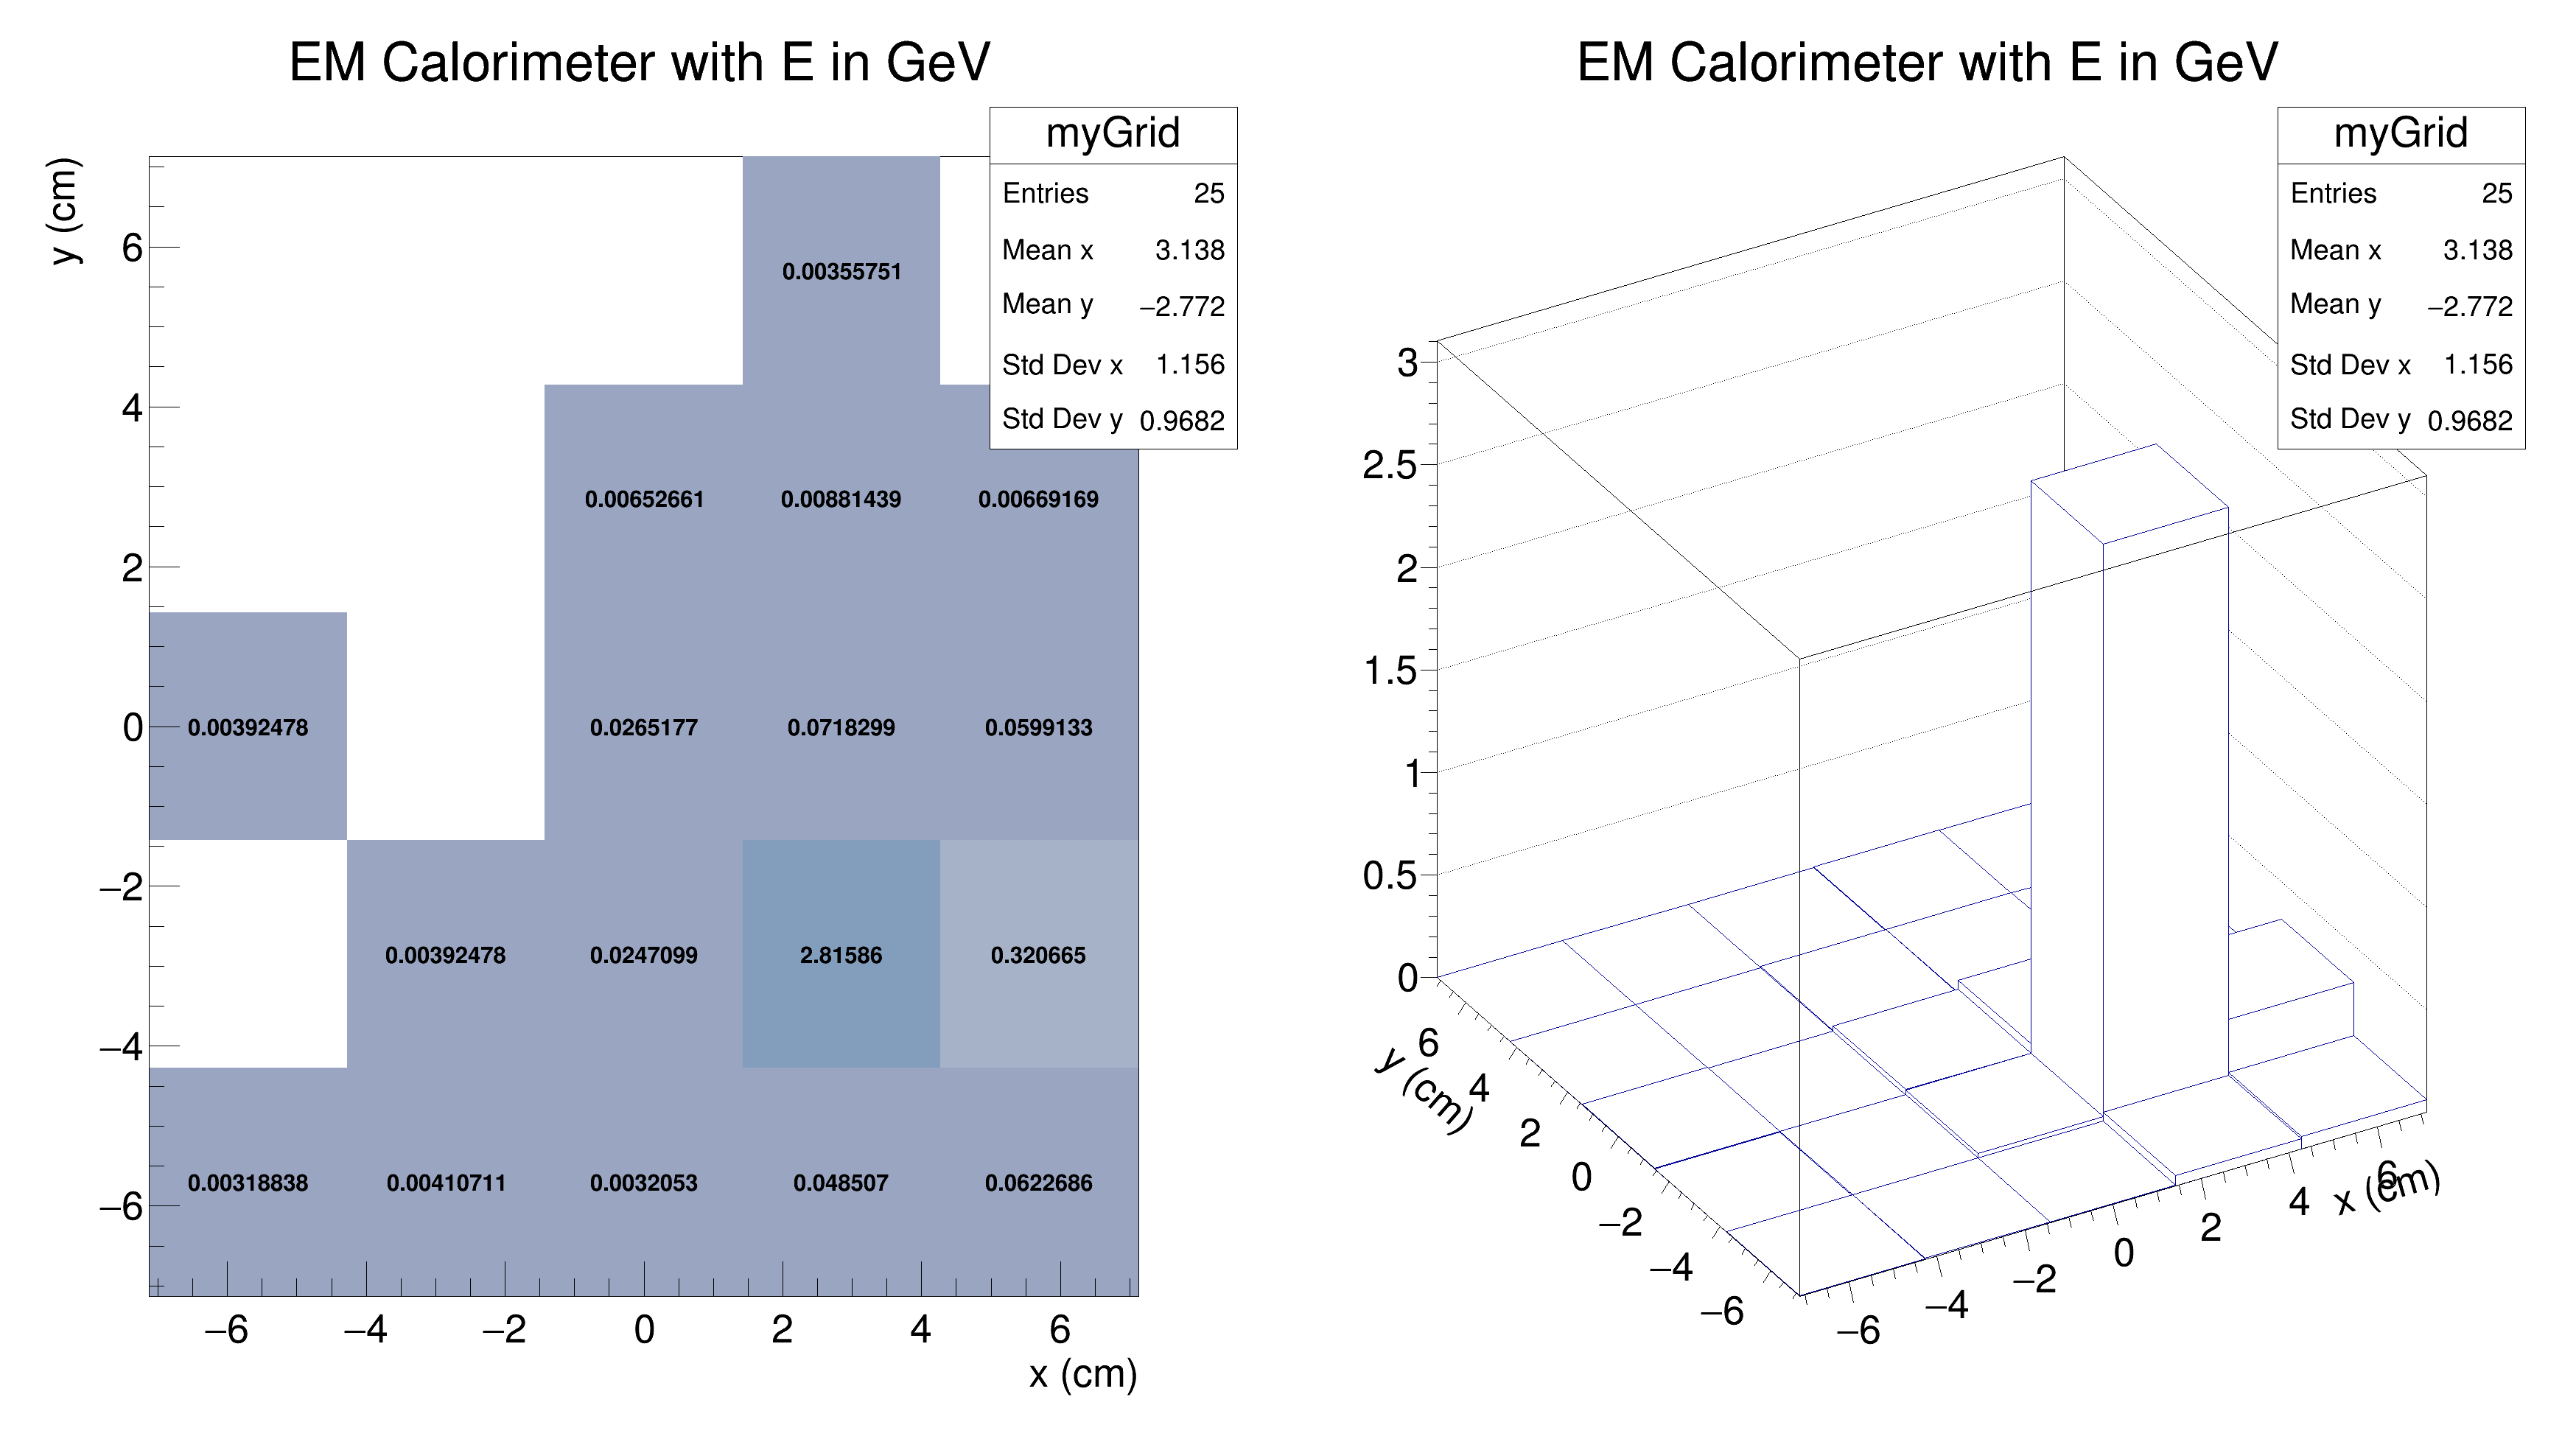 EM Calorimeter with E in GeV
myGrid
Entries 25
Mean x 3.138
Mean y −2.772
Std Dev x 1.156
Std Dev y 0.9682
y (cm)
6
4
2
0
−2
−4
−6
0.00355751
0.00652661 0.00881439 0.00669169
0.00392478 0.0265177 0.0718299 0.0599133
0.00392478 0.0247099 2.81586 0.320665
0.00318838 0.00410711 0.0032053 0.048507 0.0622686
−6 −4 −2 0 2 4 6
x (cm)
EM Calorimeter with E in GeV
myGrid
Entries 25
Mean x 3.138
Mean y −2.772
Std Dev x 1.156
Std Dev y 0.9682
3
2.5
2
1.5
1
0.5
0
6
4
2
0
−2
−4
−6
y (cm)
−6
−4
−2
0
2
4
6
x (cm)